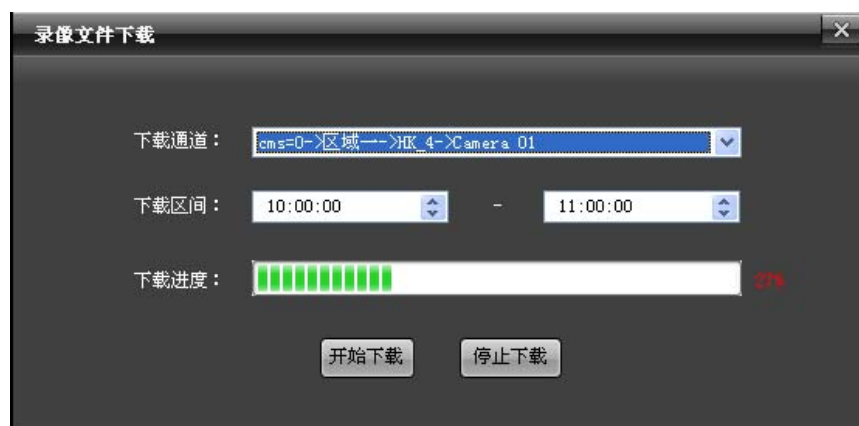 录像文件下载
下载通道： cms=0->区域一->HK_4->Camera 01
下载区间： 10:00:00 - 11:00:00
下载进度： 27%
开始下载 停止下载